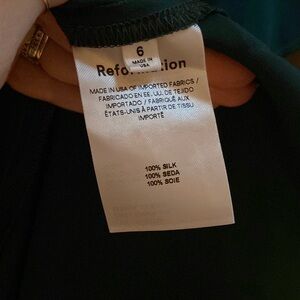 6
MADE IN
USA
Reformation
MADE IN USA OF IMPORTED FABRICS /
FABRICADO EN EE. UU. DE TEJIDO
IMPORTADO / FABRIQUÉ AUX
ÉTATS-UNIS À PARTIR DE TISSU
IMPORTÉ
100% SILK
100% SEDA
100% SOIE